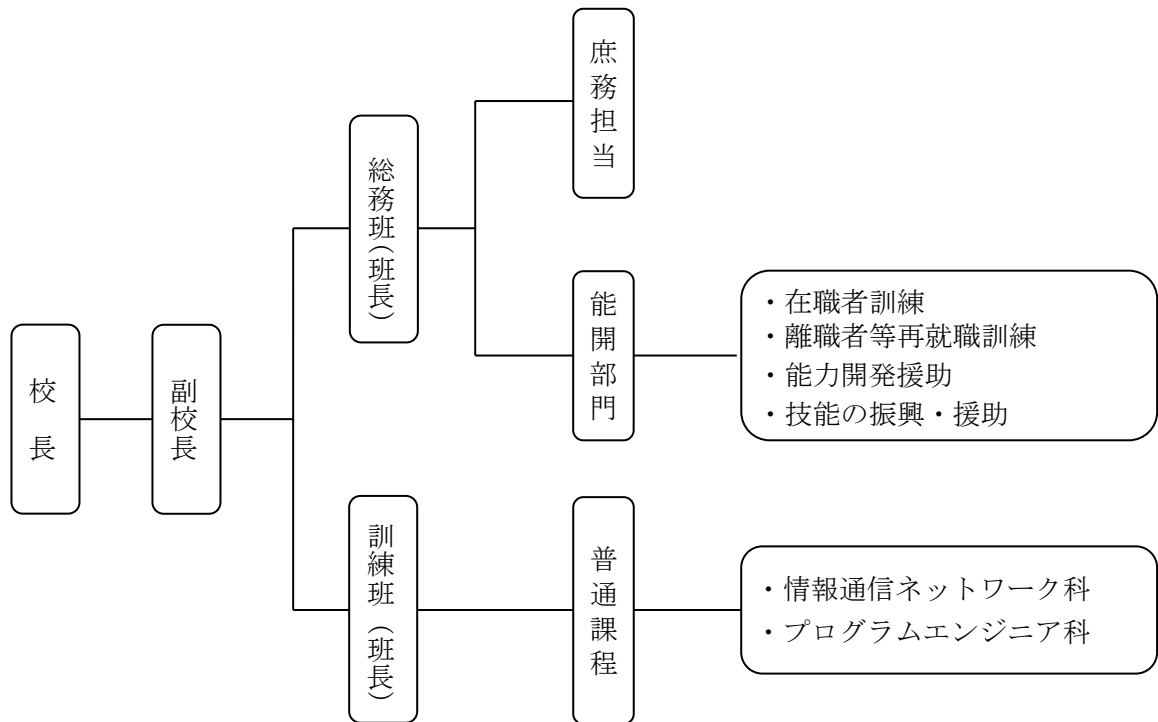 校長
副校長
総務班(班長)
庶務担当
能開部門
・在職者訓練
・離職者等再就職訓練
・能力開発援助
・技能の振興・援助
訓練班(班長)
普通課程
・情報通信ネットワーク科
・プログラムエンジニア科